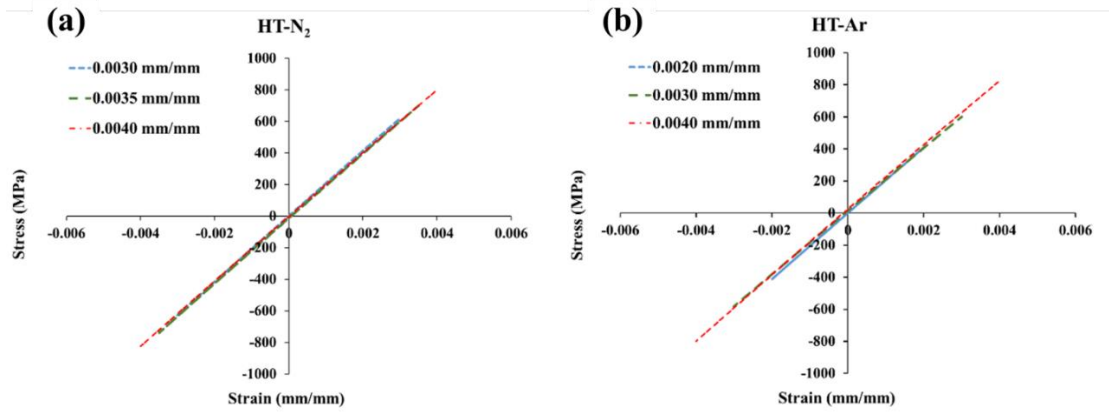 (a)
HT-N₂
0.0030 mm/mm
0.0035 mm/mm
0.0040 mm/mm
Stress (MPa)
1000
800
600
400
200
0
-200
-400
-600
-800
-1000
-0.006
-0.004
-0.002
0
0.002
0.004
0.006
Strain (mm/mm)
(b)
HT-Ar
0.0020 mm/mm
0.0030 mm/mm
0.0040 mm/mm
Stress (MPa)
1000
800
600
400
200
0
-200
-400
-600
-800
-1000
-0.006
-0.004
-0.002
0
0.002
0.004
0.006
Strain (mm/mm)